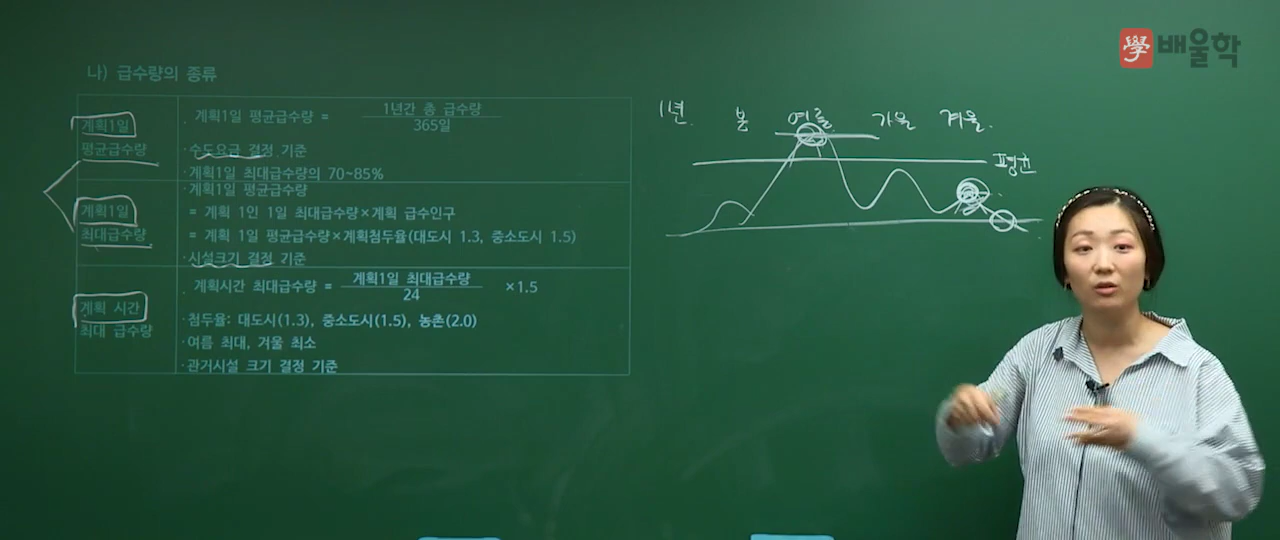 學 배울학
나) 급수량의 종류
계획1일
평균급수량
· 계획1일 평균급수량 = 1년간 총 급수량 / 365일
· 수도요금 결정 기준
· 계획1일 최대급수량의 70~85%
계획1일
최대급수량
· 계획1일 평균급수량
= 계획 1인 1일 최대급수량×계획 급수인구
= 계획 1일 평균급수량×계획첨두율(대도시 1.3, 중소도시 1.5)
· 시설크기 결정 기준
계획 시간
최대 급수량
· 계획시간 최대급수량 = 계획1일 최대급수량 / 24 ×1.5
· 첨두율: 대도시(1.3), 중소도시(1.5), 농촌(2.0)
· 여름 최대, 겨울 최소
· 관거시설 크기 결정 기준
1년. 봄 여름 가을 겨울.
평균